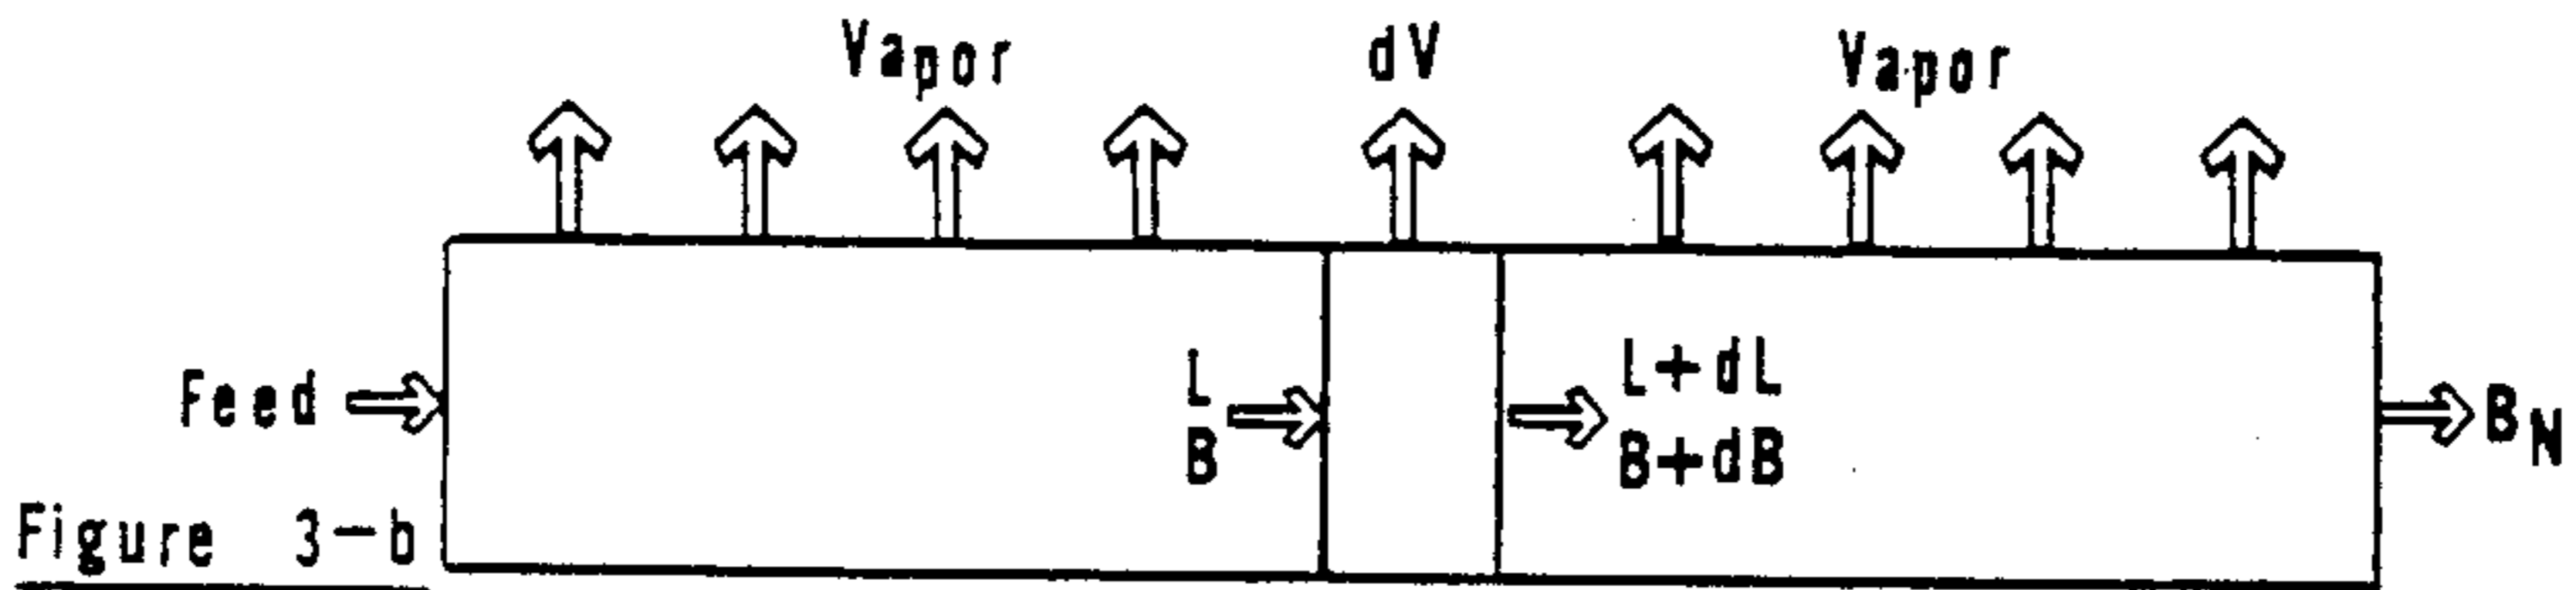 Vapor dV Vapor
Feed
L
B
L+dL
B+dB
B_N
Figure 3-b